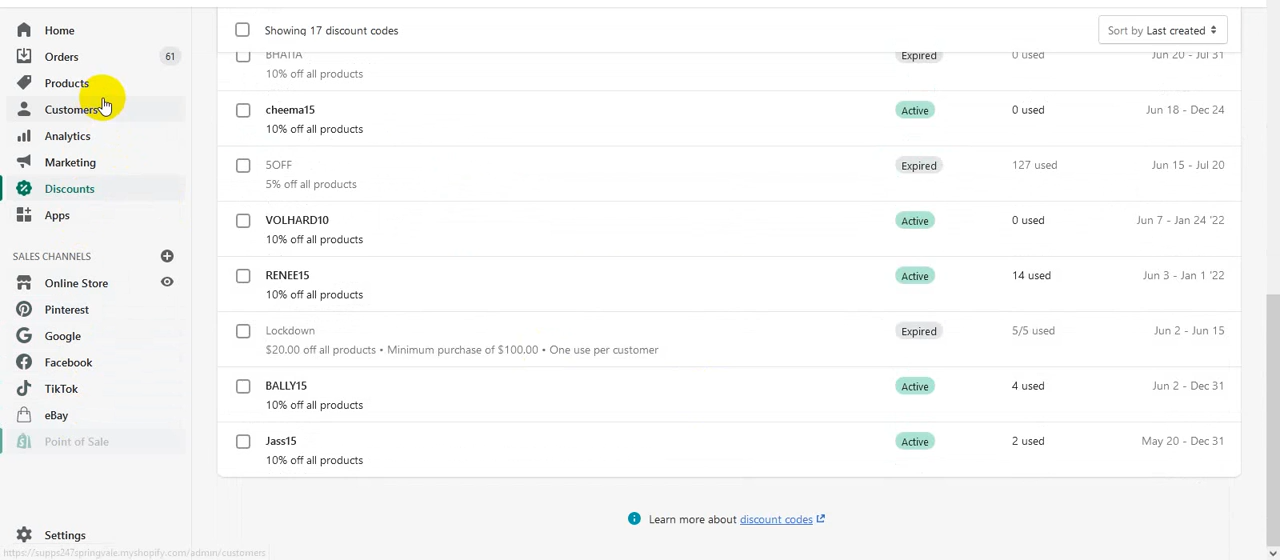 Home
Orders 61
Products
Customers
Analytics
Marketing
Discounts
Apps
SALES CHANNELS
Online Store
Pinterest
Google
Facebook
TikTok
eBay
Point of Sale
Settings
https://supps247springvale.myshopify.com/admin/customers
Showing 17 discount codes
Sort by Last created
BHATIA Expired 0 used Jun 20 - Jul 31
10% off all products
cheema15 Active 0 used Jun 18 - Dec 24
10% off all products
5OFF Expired 127 used Jun 15 - Jul 20
5% off all products
VOLHARD10 Active 0 used Jun 7 - Jan 24 '22
10% off all products
RENEE15 Active 14 used Jun 3 - Jan 1 '22
10% off all products
Lockdown Expired 5/5 used Jun 2 - Jun 15
$20.00 off all products • Minimum purchase of $100.00 • One use per customer
BALLY15 Active 4 used Jun 2 - Dec 31
10% off all products
Jass15 Active 2 used May 20 - Dec 31
10% off all products
Learn more about discount codes